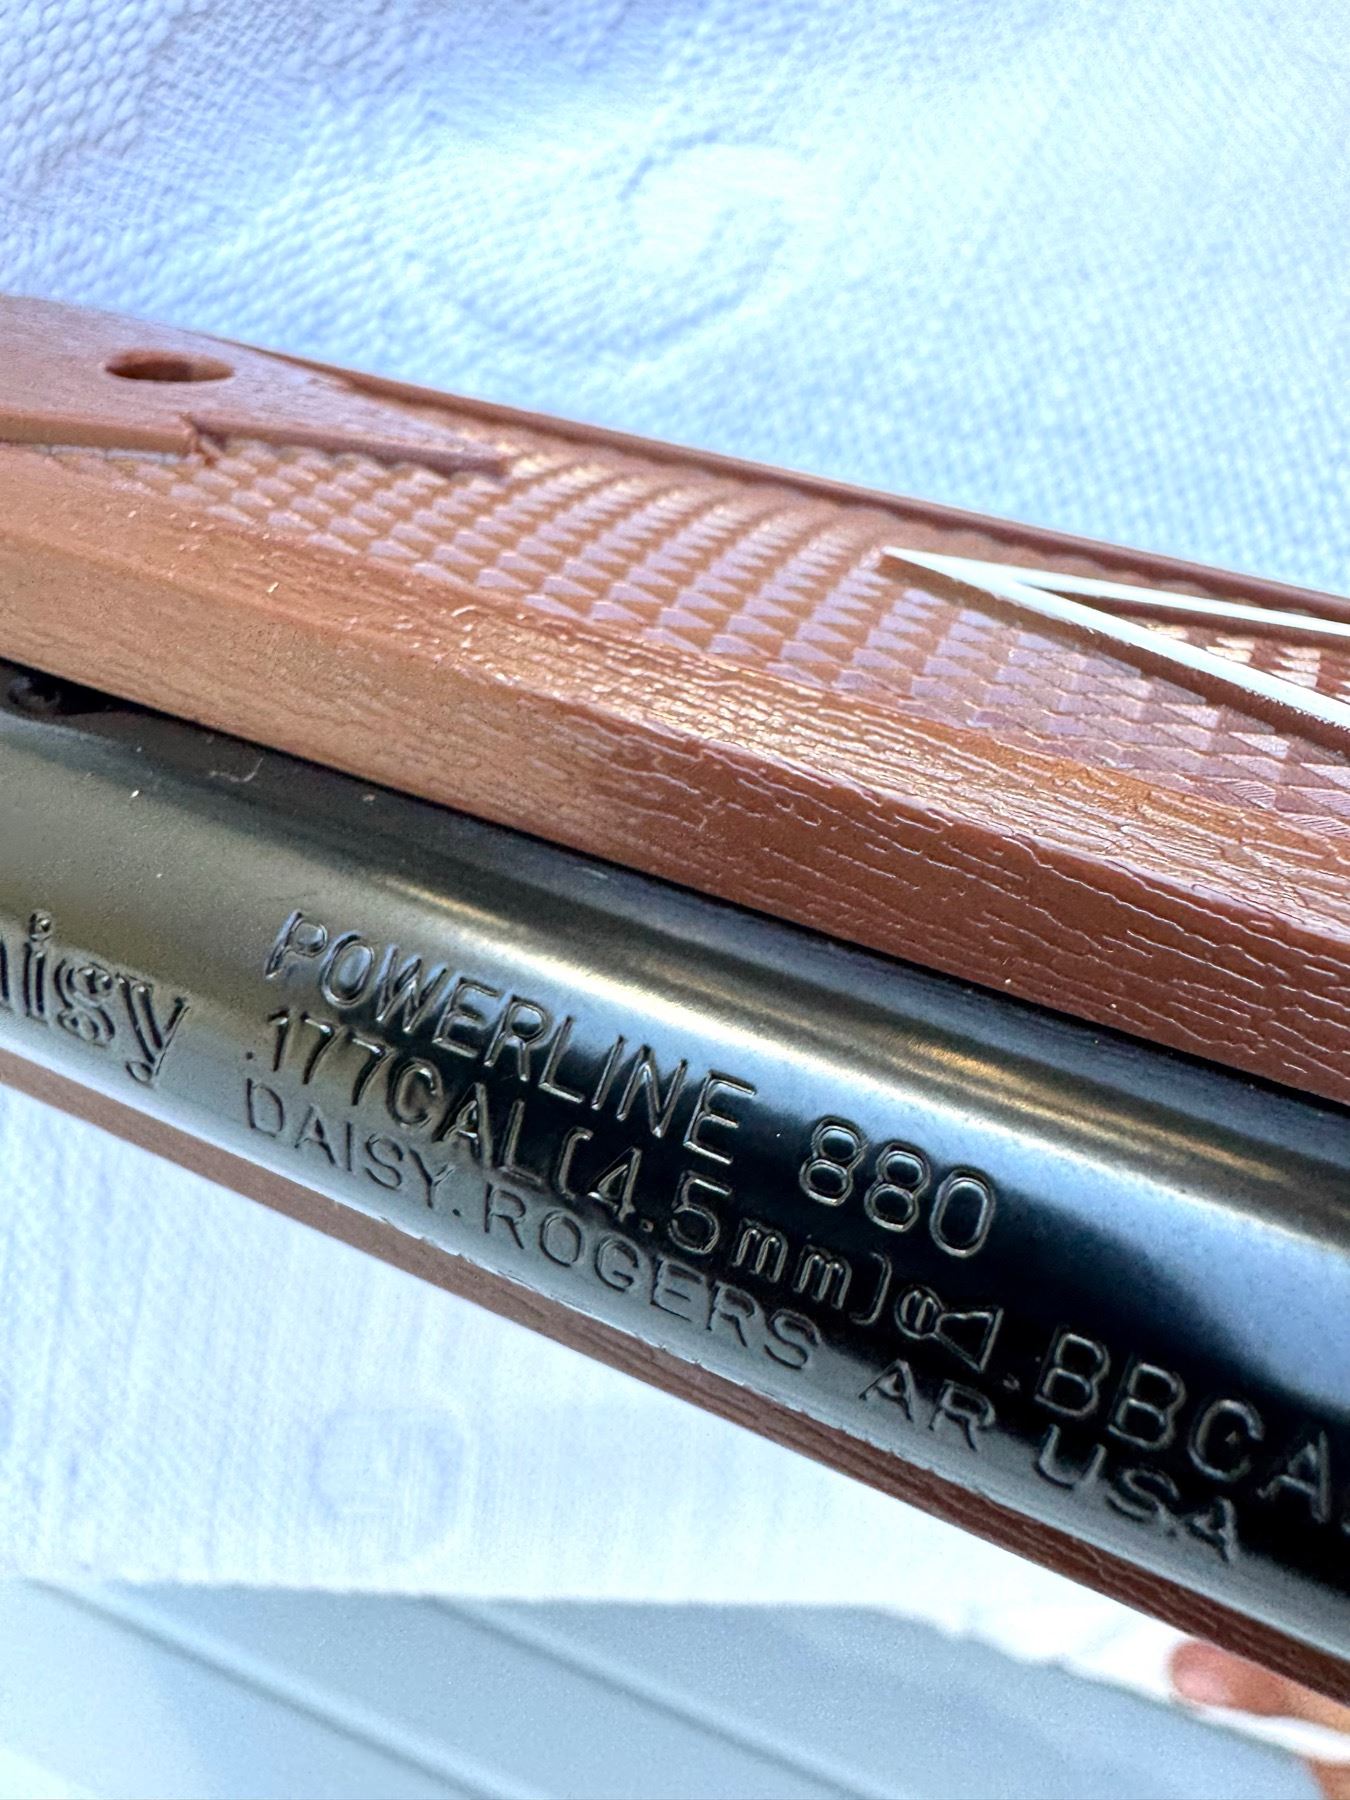 aisy
POWERLINE 880
.177CAL(4.5mm) .BBCA
DAISY. ROGERS AR USA